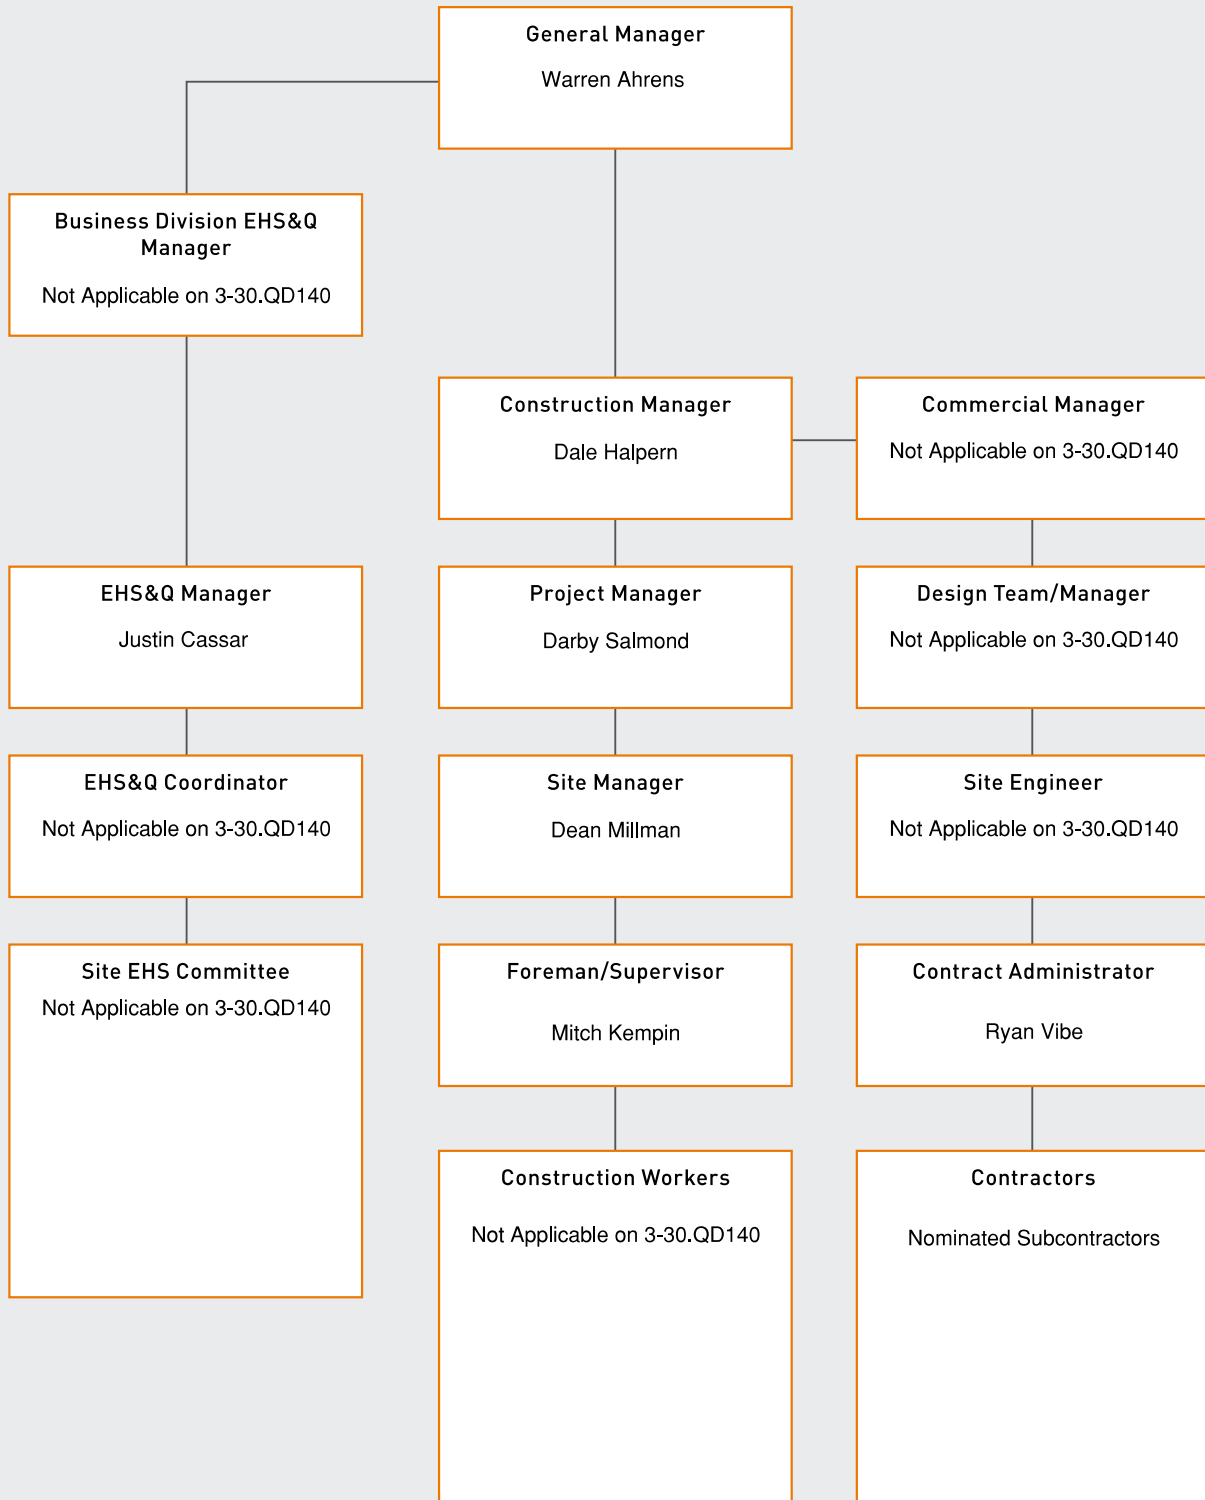 General Manager
Warren Ahrens
Business Division EHS&Q
Manager
Not Applicable on 3-30.QD140
Construction Manager
Dale Halpern
Commercial Manager
Not Applicable on 3-30.QD140
EHS&Q Manager
Justin Cassar
Project Manager
Darby Salmond
Design Team/Manager
Not Applicable on 3-30.QD140
EHS&Q Coordinator
Not Applicable on 3-30.QD140
Site Manager
Dean Millman
Site Engineer
Not Applicable on 3-30.QD140
Site EHS Committee
Not Applicable on 3-30.QD140
Foreman/Supervisor
Mitch Kempin
Contract Administrator
Ryan Vibe
Construction Workers
Not Applicable on 3-30.QD140
Contractors
Nominated Subcontractors